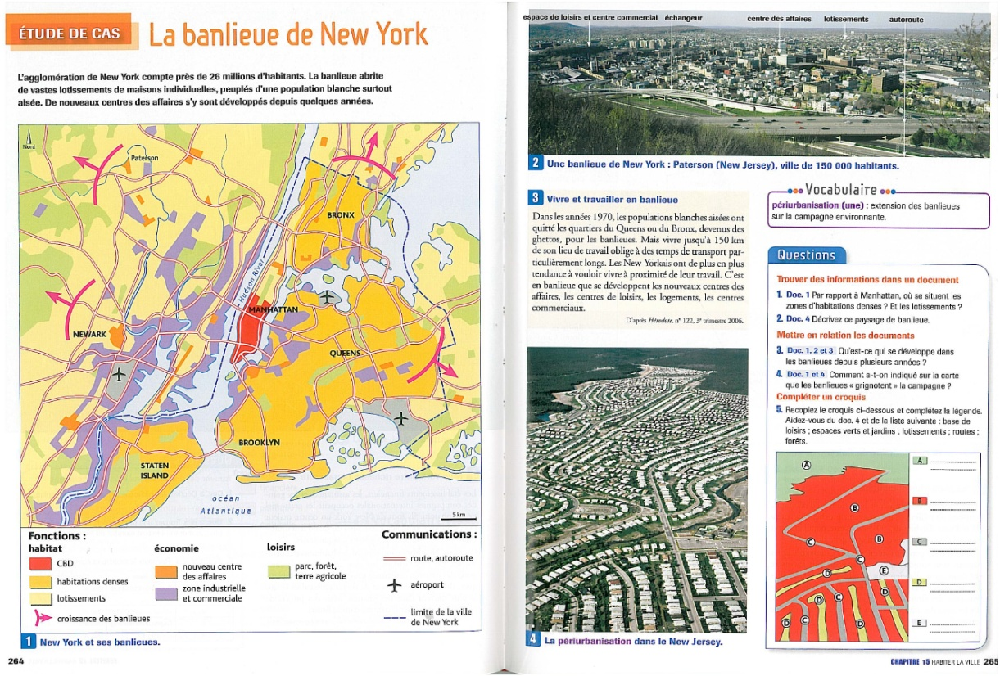 ÉTUDE DE CAS
La banlieue de New York
L'agglomération de New York compte près de 26 millions d'habitants. La banlieue abrite
de vastes lotissements de maisons individuelles, peuplés d'une population blanche surtout
aisée. De nouveaux centres des affaires s'y sont développés depuis quelques années.
Nord
Paterson
BRONX
Hudson River
MANHATTAN
NEWARK
QUEENS
BROOKLYN
STATEN
ISLAND
océan
Atlantique
5 km
Fonctions :
habitat
CBD
habitations denses
lotissements
croissance des banlieues
économie
nouveau centre
des affaires
zone industrielle
et commerciale
loisirs
parc, forêt,
terre agricole
Communications :
route, autoroute
aéroport
limite de la ville
de New York
1 New York et ses banlieues.
264
espace de loisirs et centre commercial échangeur centre des affaires lotissements autoroute
2 Une banlieue de New York : Paterson (New Jersey), ville de 150 000 habitants.
3 Vivre et travailler en banlieue
Dans les années 1970, les populations blanches aisées ont
quitté les quartiers du Queens ou du Bronx, devenus des
ghettos, pour les banlieues. Mais vivre jusqu'à 150 km
de son lieu de travail oblige à des temps de transport par-
ticulièrement longs. Les New-Yorkais ont de plus en plus
tendance à vouloir vivre à proximité de leur travail. C'est
en banlieue que se développent les nouveaux centres des
affaires, les centres de loisirs, les logements, les centres
commerciaux.
D'après Hérodote, n° 122, 3e trimestre 2006.
4 La périurbanisation dans le New Jersey.
Vocabulaire
périurbanisation (une) : extension des banlieues
sur la campagne environnante.
Questions
Trouver des informations dans un document
1. Doc. 1 Par rapport à Manhattan, où se situent les
zones d'habitations denses ? Et les lotissements ?
2. Doc. 4 Décrivez ce paysage de banlieue.
Mettre en relation les documents
3. Doc. 1, 2 et 3 Qu'est-ce qui se développe dans
les banlieues depuis plusieurs années ?
4. Doc. 1 et 4 Comment a-t-on indiqué sur la carte
que les banlieues « grignotent » la campagne ?
Compléter un croquis
5. Recopiez le croquis ci-dessous et complétez la légende.
Aidez-vous du doc. 4 et de la liste suivante : base de
loisirs ; espaces verts et jardins ; lotissements ; routes ;
forêts.
A
B
B
C
C
E
D
D
D
C
D
C
D
A
B
C
D
E
CHAPITRE 15 HABITER LA VILLE 265